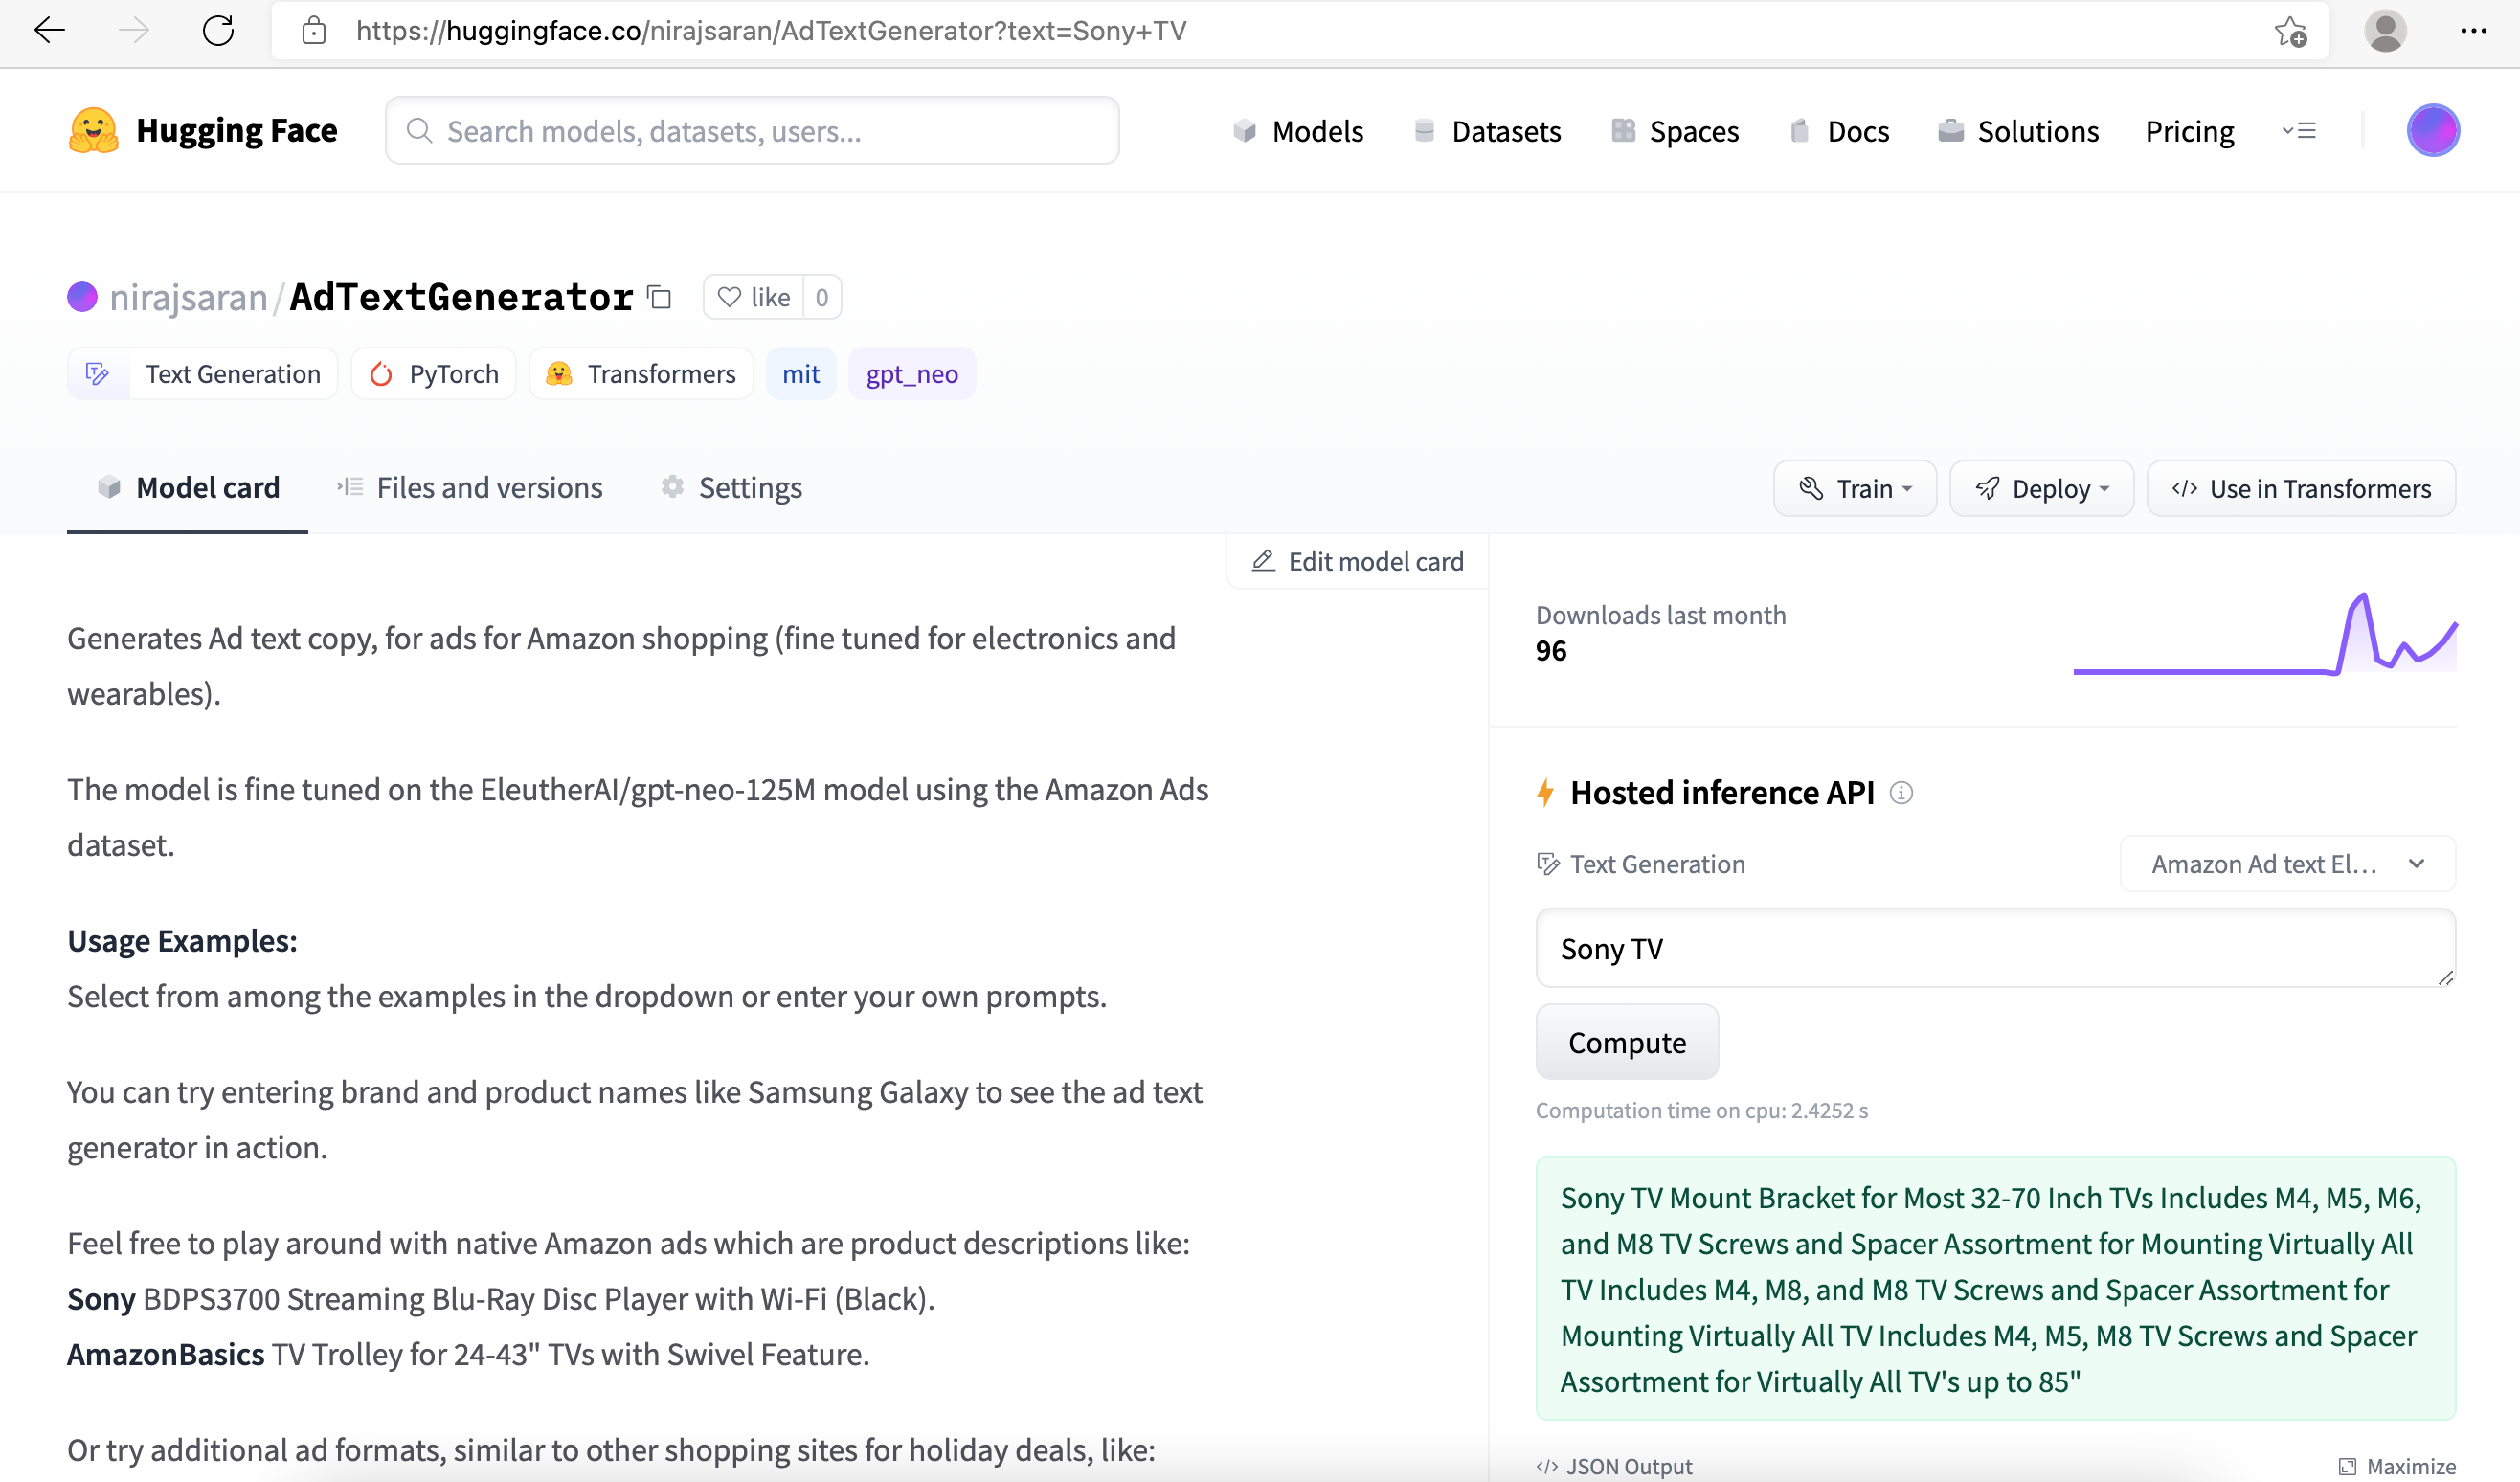 https://huggingface.co/nirajsaran/AdTextGenerator?text=Sony+TV
Hugging Face
Search models, datasets, users...
Models
Datasets
Spaces
Docs
Solutions
Pricing
nirajsaran/AdTextGenerator
like 0
Text Generation
PyTorch
Transformers
mit
gpt_neo
Model card
Files and versions
Settings
Train
Deploy
</> Use in Transformers
Edit model card
Generates Ad text copy, for ads for Amazon shopping (fine tuned for electronics and
wearables).
The model is fine tuned on the EleutherAI/gpt-neo-125M model using the Amazon Ads
dataset.
Usage Examples:
Select from among the examples in the dropdown or enter your own prompts.
You can try entering brand and product names like Samsung Galaxy to see the ad text
generator in action.
Feel free to play around with native Amazon ads which are product descriptions like:
Sony BDPS3700 Streaming Blu-Ray Disc Player with Wi-Fi (Black).
AmazonBasics TV Trolley for 24-43" TVs with Swivel Feature.
Or try additional ad formats, similar to other shopping sites for holiday deals, like:
Downloads last month
96
Hosted inference API
Text Generation
Amazon Ad text El...
Sony TV
Compute
Computation time on cpu: 2.4252 s
Sony TV Mount Bracket for Most 32-70 Inch TVs Includes M4, M5, M6,
and M8 TV Screws and Spacer Assortment for Mounting Virtually All
TV Includes M4, M8, and M8 TV Screws and Spacer Assortment for
Mounting Virtually All TV Includes M4, M5, M8 TV Screws and Spacer
Assortment for Virtually All TV's up to 85"
</> JSON Output
Maximize